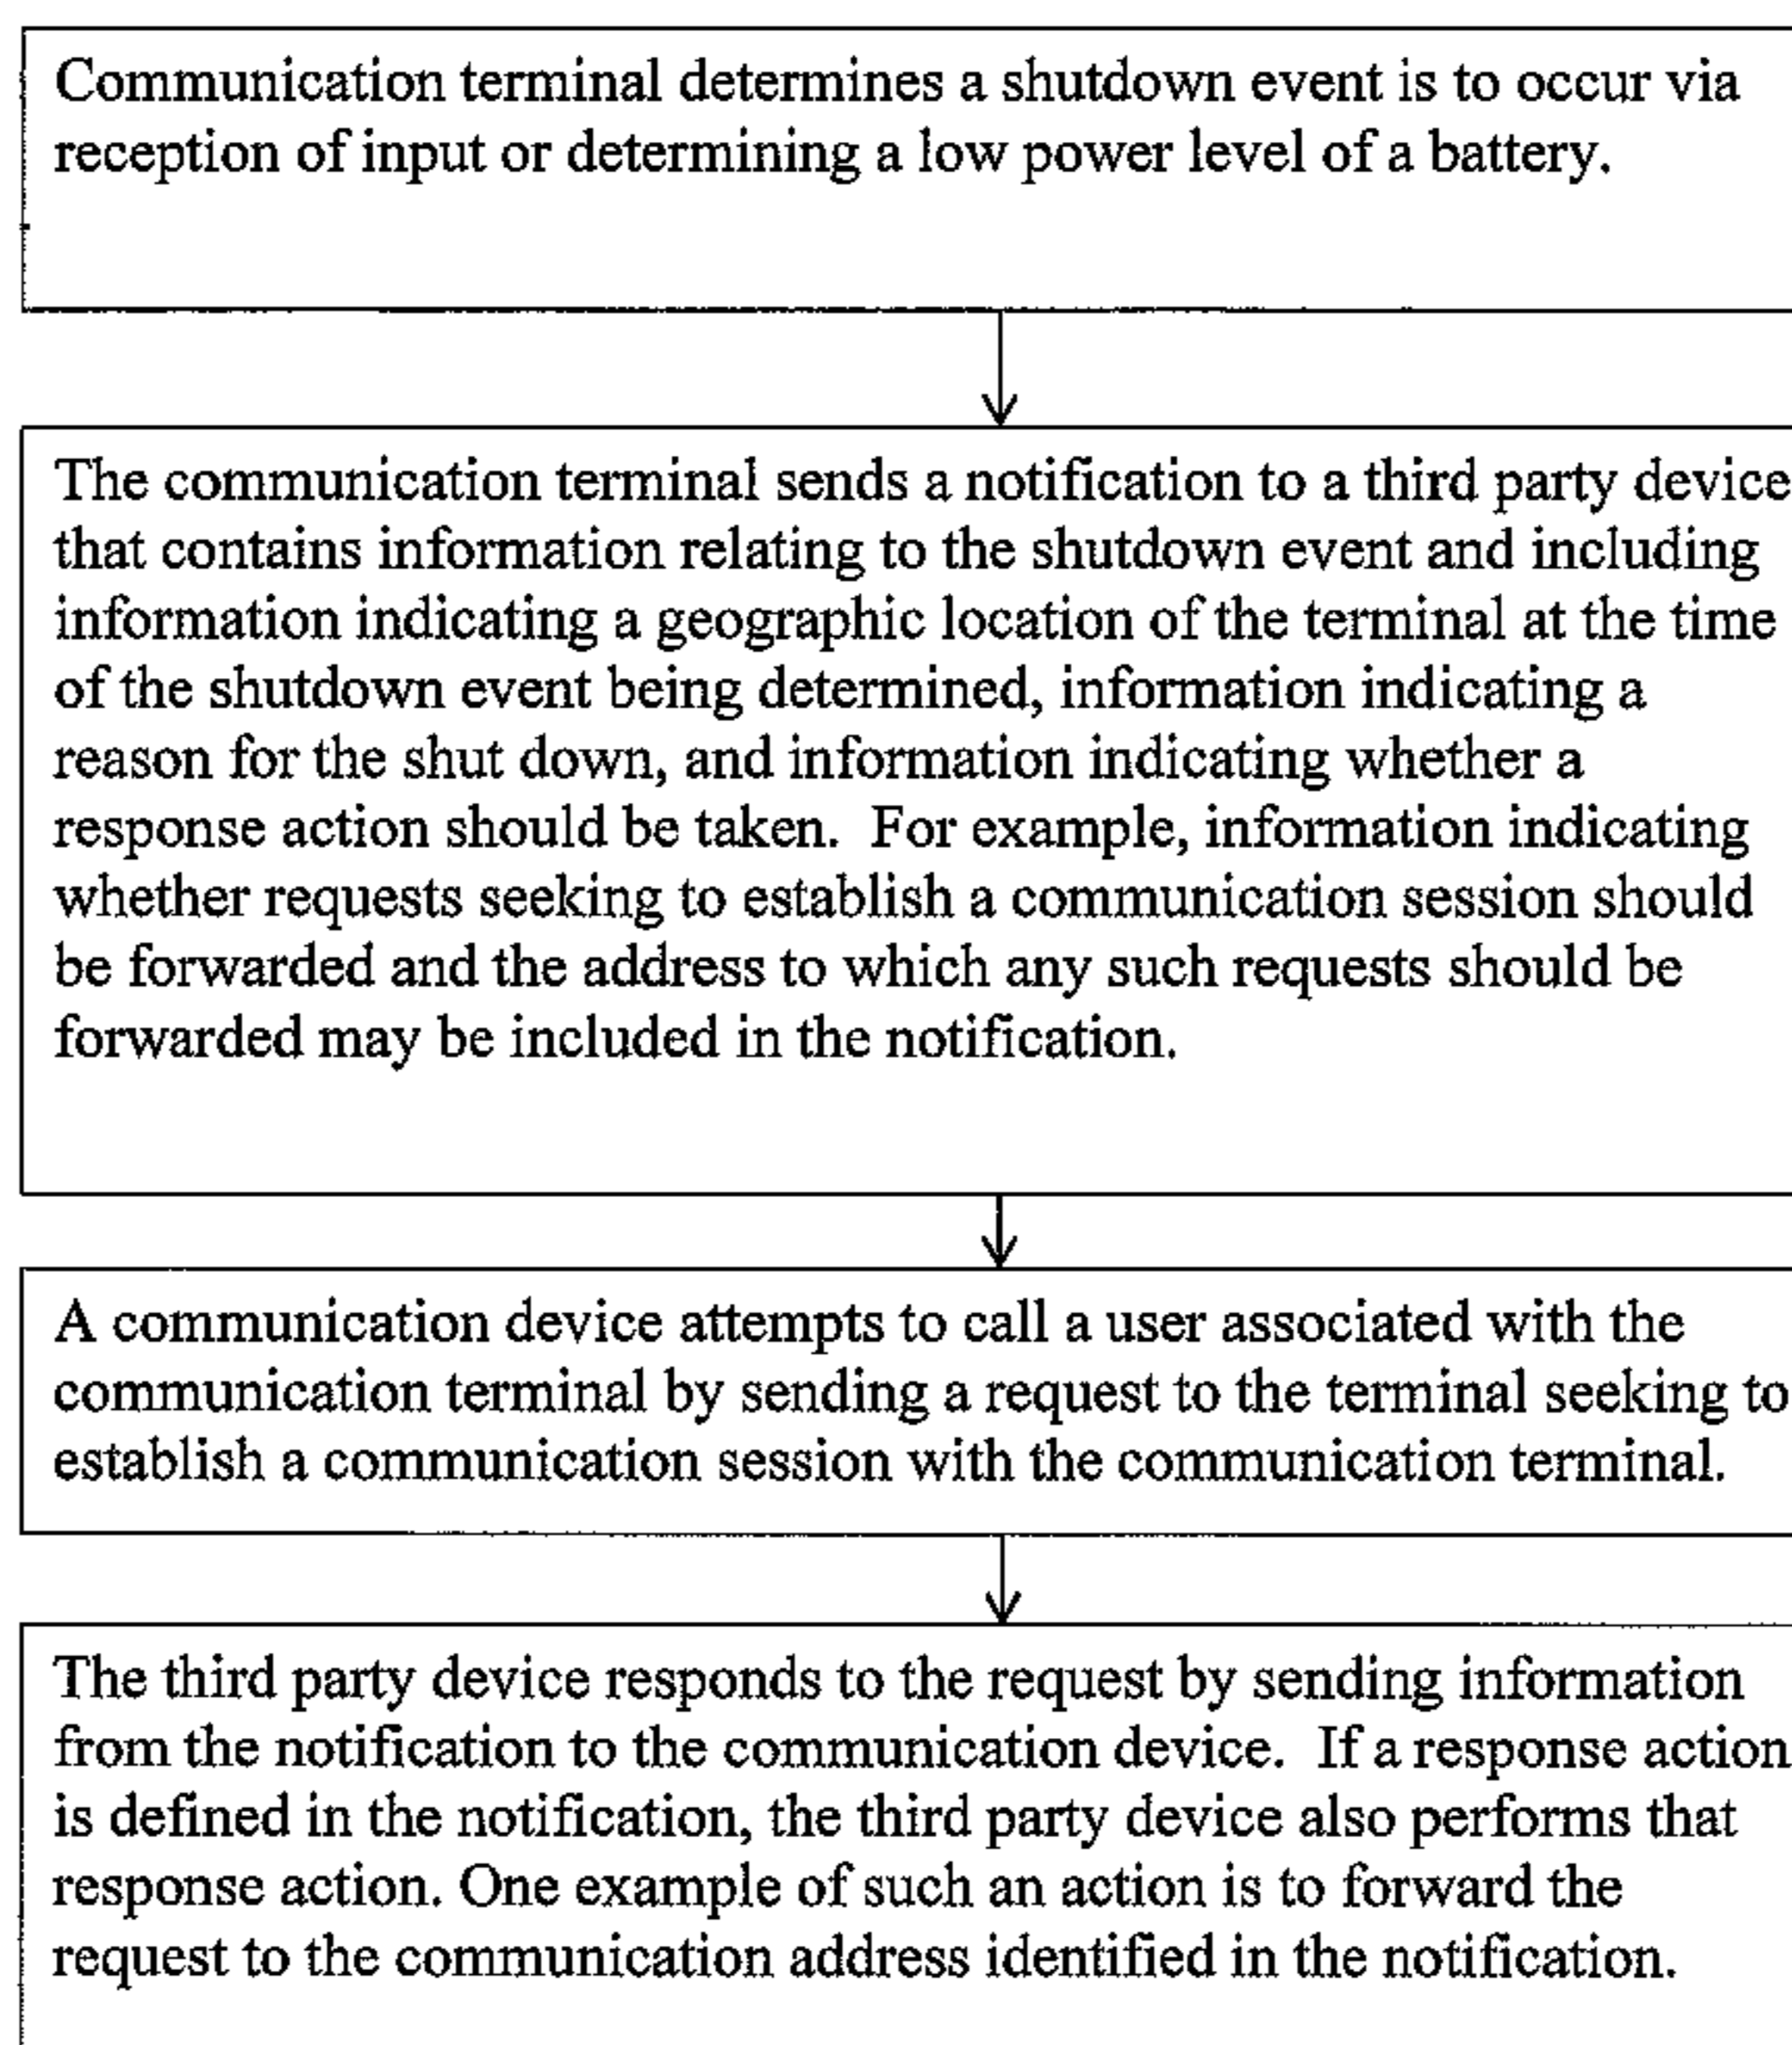 Communication terminal determines a shutdown event is to occur via
reception of input or determining a low power level of a battery.
The communication terminal sends a notification to a third party device
that contains information relating to the shutdown event and including
information indicating a geographic location of the terminal at the time
of the shutdown event being determined, information indicating a
reason for the shut down, and information indicating whether a
response action should be taken.  For example, information indicating
whether requests seeking to establish a communication session should
be forwarded and the address to which any such requests should be
forwarded may be included in the notification.
A communication device attempts to call a user associated with the
communication terminal by sending a request to the terminal seeking to
establish a communication session with the communication terminal.
The third party device responds to the request by sending information
from the notification to the communication device.  If a response action
is defined in the notification, the third party device also performs that
response action. One example of such an action is to forward the
request to the communication address identified in the notification.